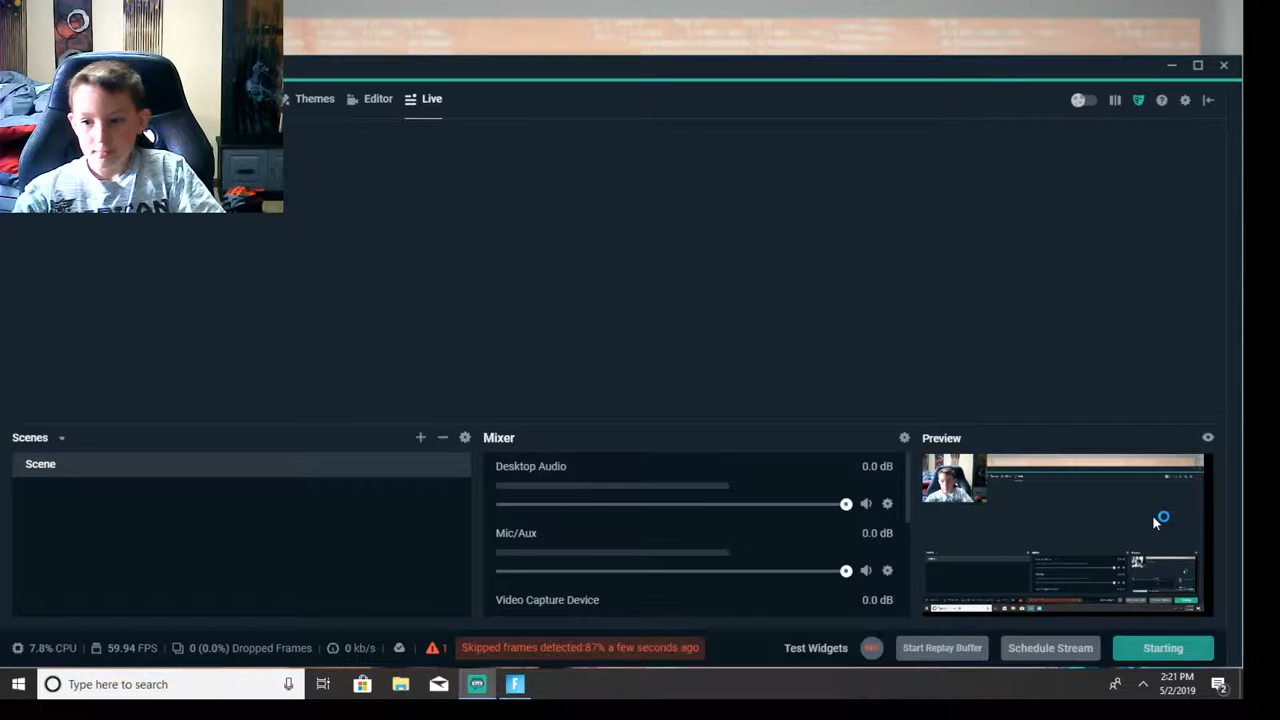 Themes Editor Live
Scenes Mixer Preview
Scene
Desktop Audio 0.0 dB
Mic/Aux 0.0 dB
Video Capture Device 0.0 dB
7.8% CPU 59.94 FPS 0 (0.0%) Dropped Frames 0 kb/s 1 Skipped frames detected:87% a few seconds ago Test Widgets REC Start Replay Buffer Schedule Stream Starting
Type here to search
2:21 PM
5/2/2019
2